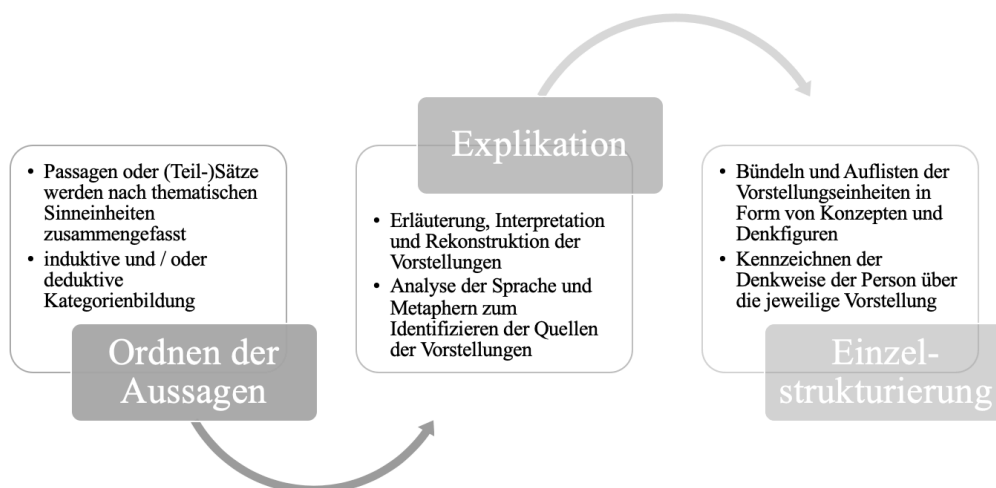 • Passagen oder (Teil-)Sätze
werden nach thematischen
Sinneinheiten
zusammengefasst
• induktive und / oder
deduktive
Kategorienbildung
Ordnen der
Aussagen
Explikation
• Erläuterung, Interpretation
und Rekonstruktion der
Vorstellungen
• Analyse der Sprache und
Metaphern zum
Identifizieren der Quellen
der Vorstellungen
• Bündeln und Auflisten der
Vorstellungseinheiten in
Form von Konzepten und
Denkfiguren
• Kennzeichnen der
Denkweise der Person über
die jeweilige Vorstellung
Einzel-
strukturierung